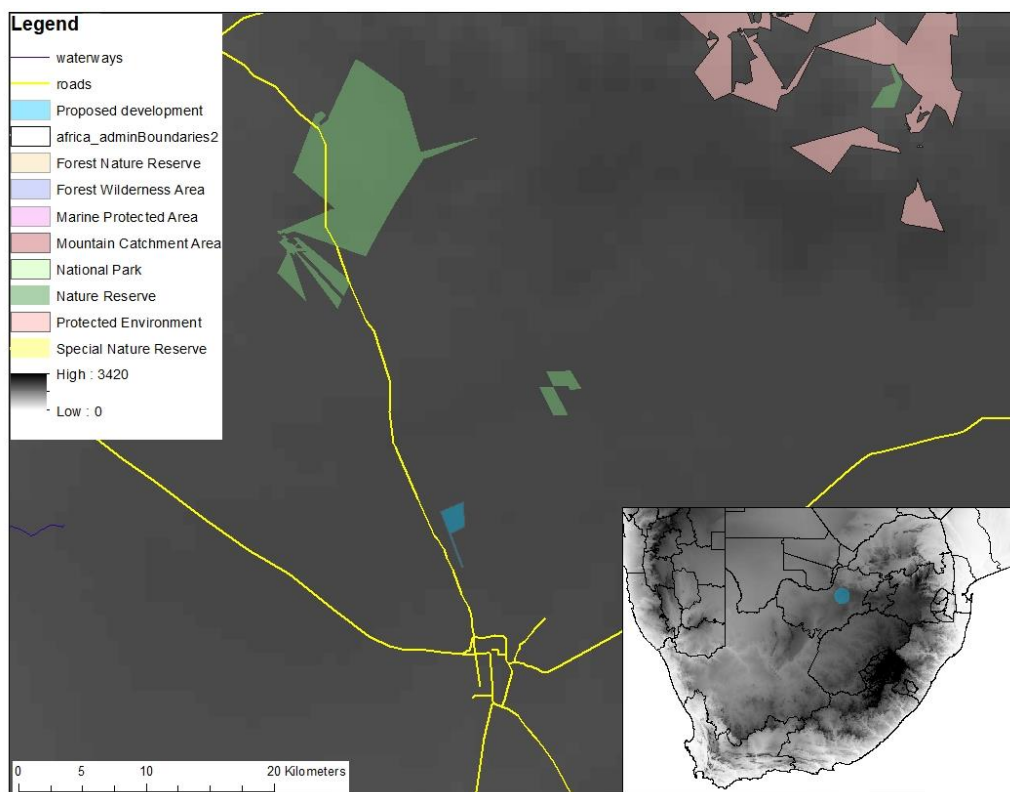 Legend
waterways
roads
Proposed development
africa_adminBoundaries2
Forest Nature Reserve
Forest Wilderness Area
Marine Protected Area
Mountain Catchment Area
National Park
Nature Reserve
Protected Environment
Special Nature Reserve
High : 3420
Low : 0
0 5 10 20 Kilometers